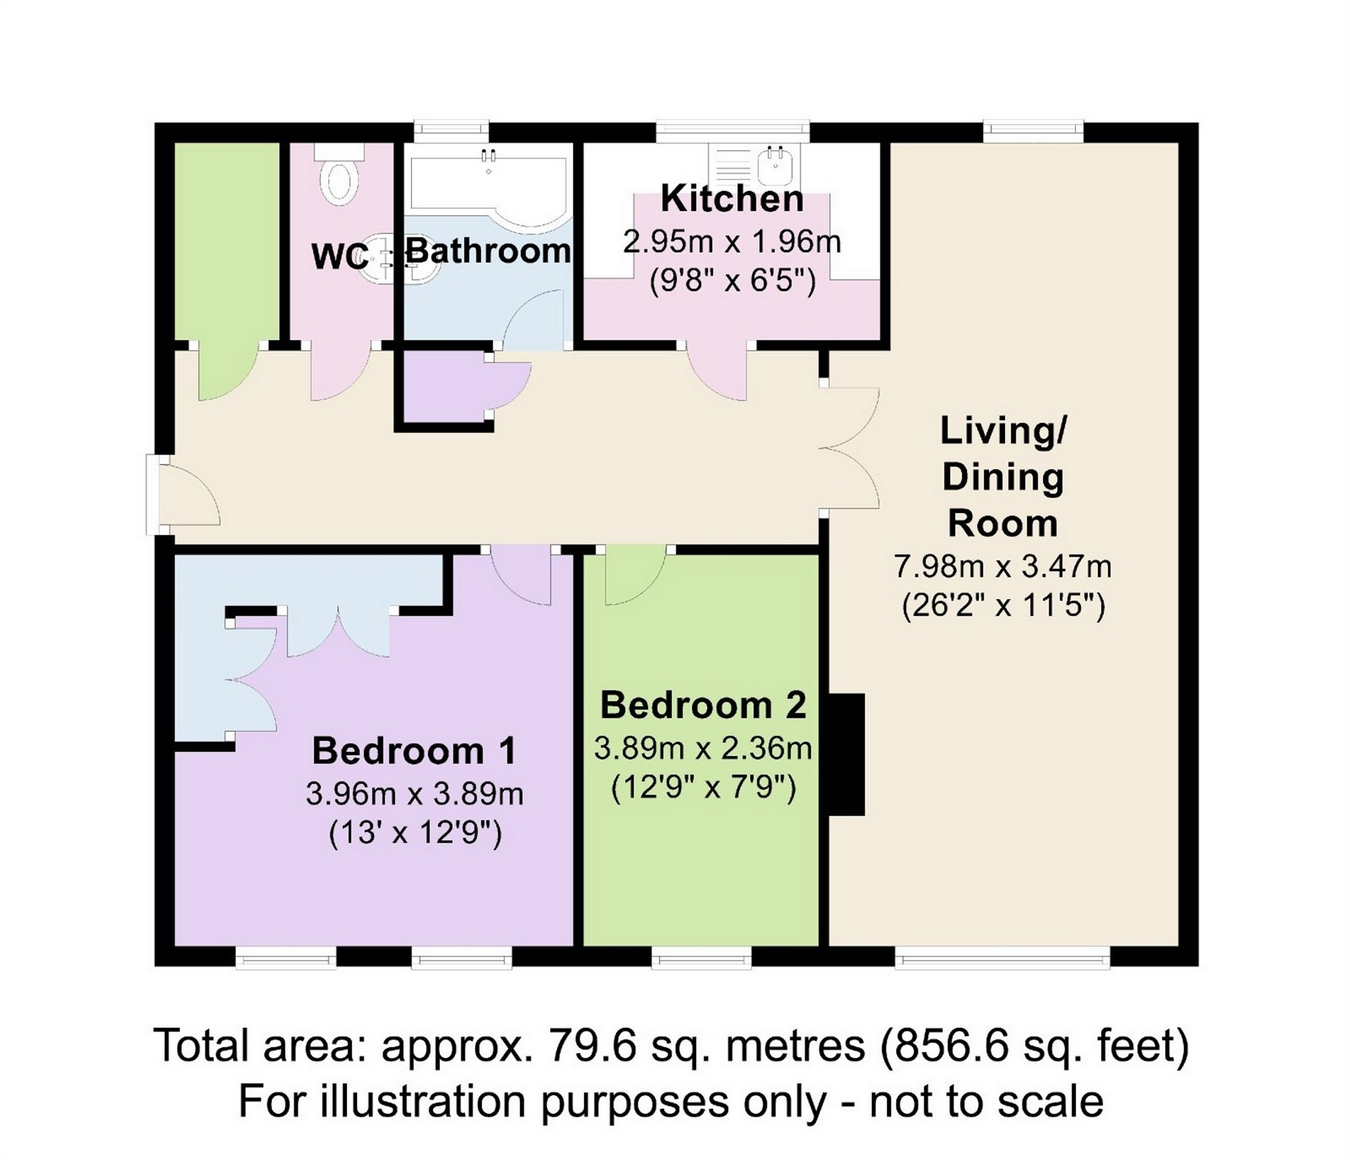 WC
Bathroom
Kitchen
2.95m x 1.96m
(9'8" x 6'5")
Living/
Dining
Room
7.98m x 3.47m
(26'2" x 11'5")
Bedroom 1
3.96m x 3.89m
(13' x 12'9")
Bedroom 2
3.89m x 2.36m
(12'9" x 7'9")
Total area: approx. 79.6 sq. metres (856.6 sq. feet)
For illustration purposes only - not to scale